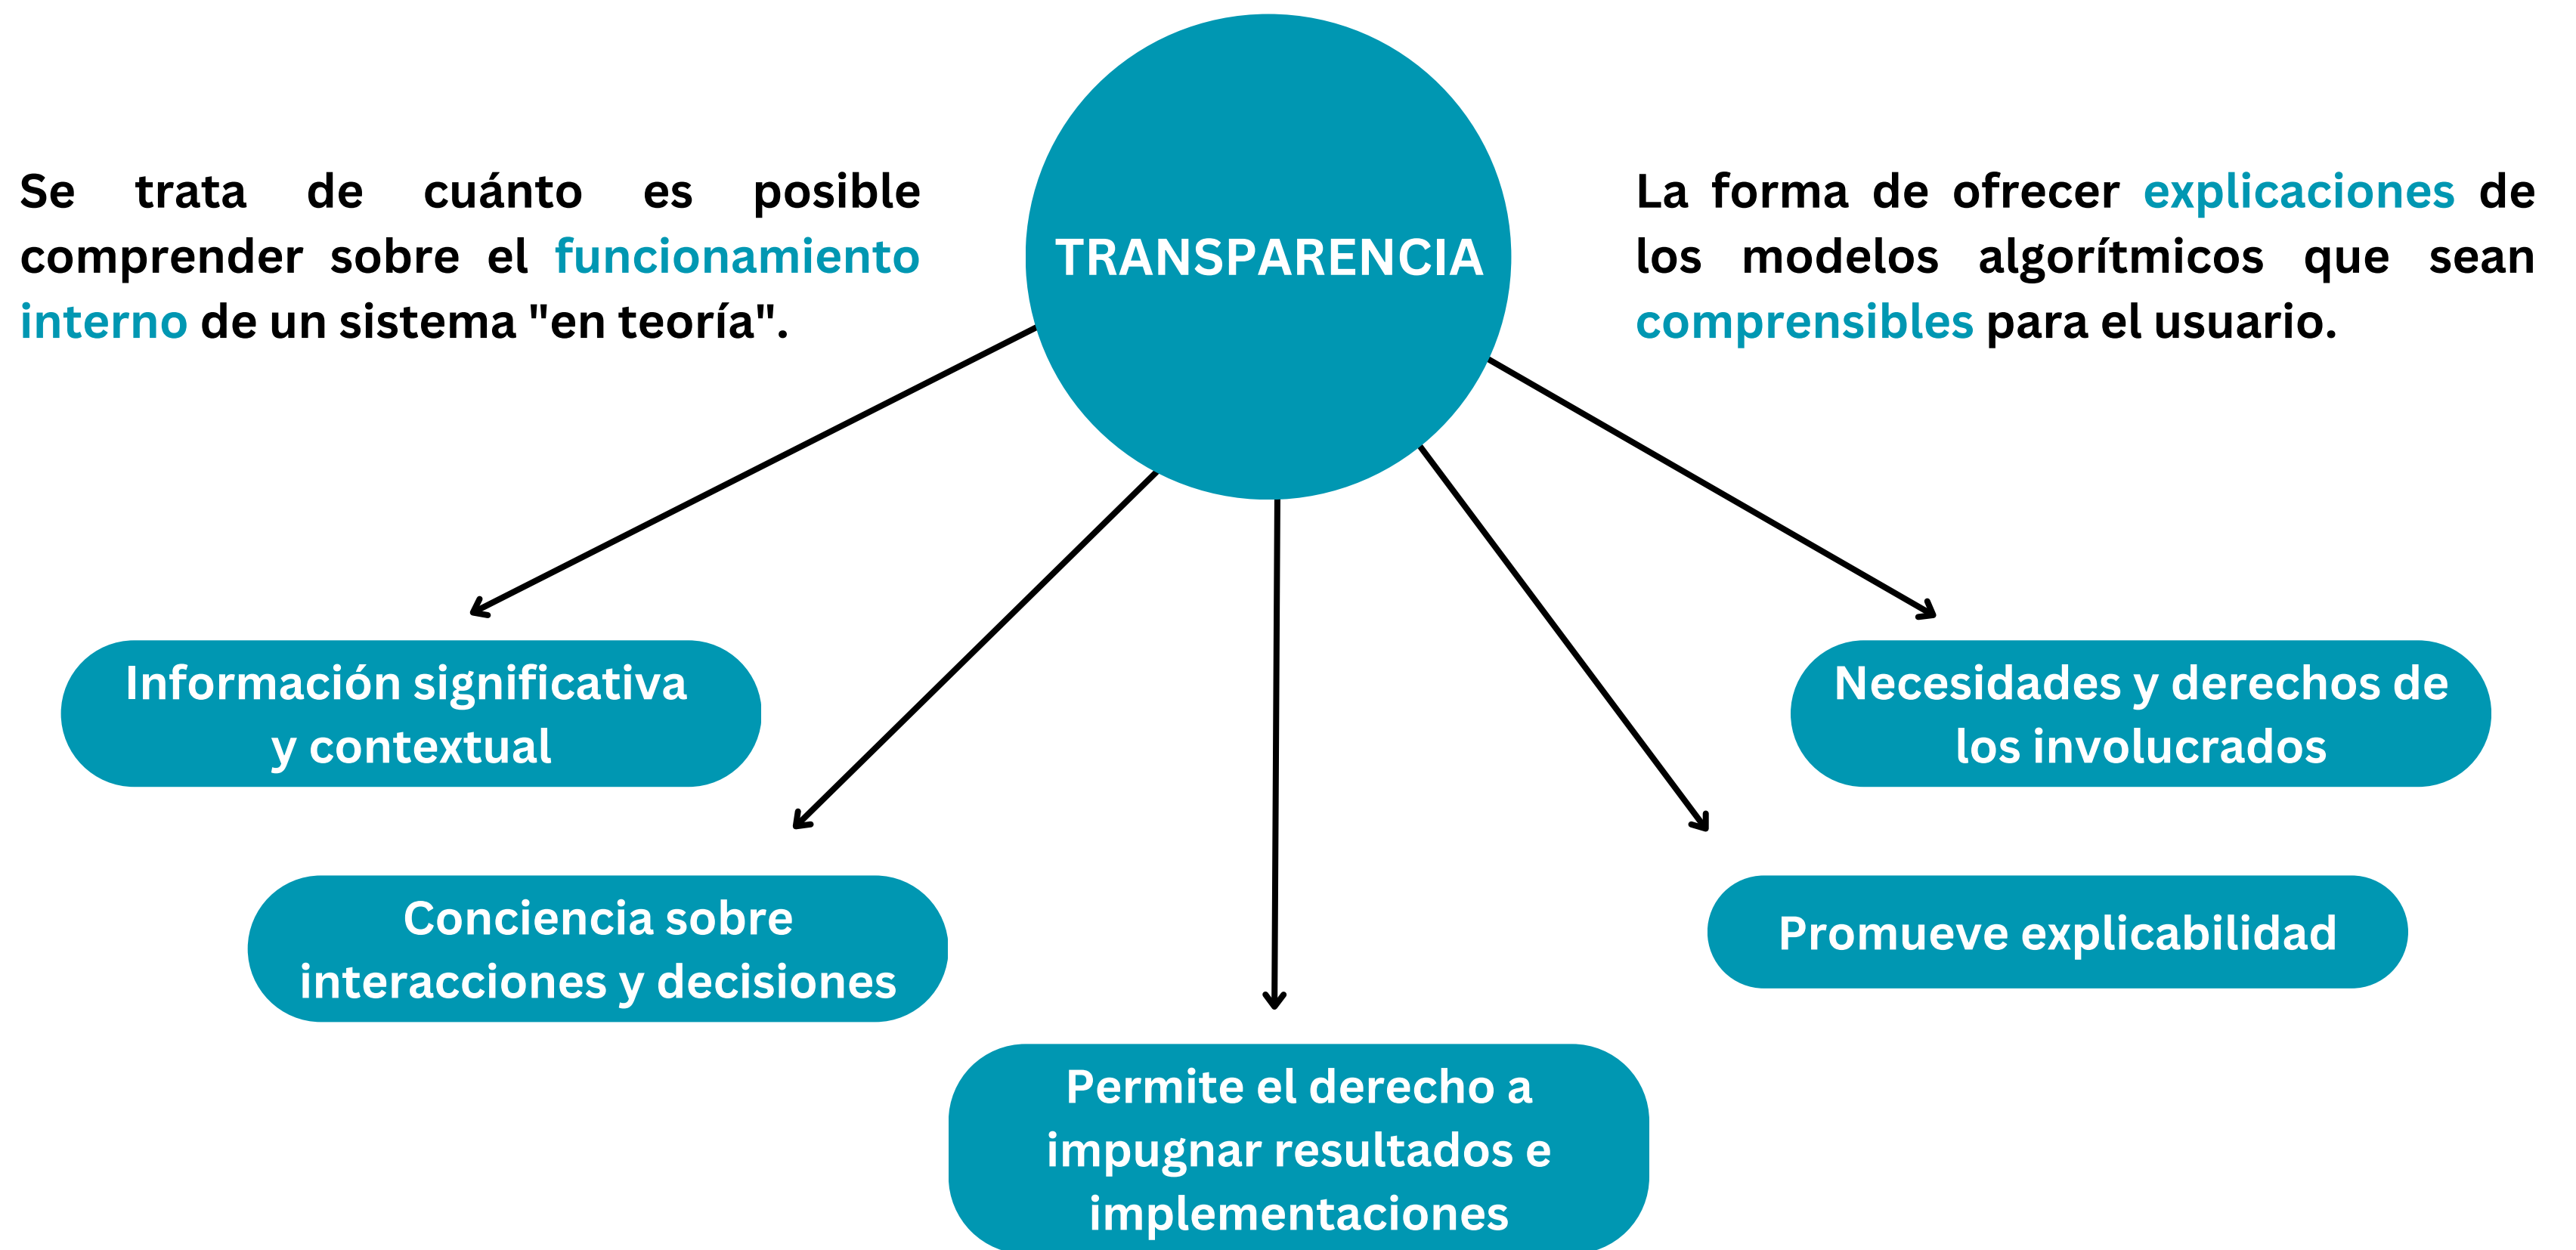 Se trata de cuánto es posible
comprender sobre el funcionamiento
interno de un sistema "en teoría".
TRANSPARENCIA
La forma de ofrecer explicaciones de
los modelos algorítmicos que sean
comprensibles para el usuario.
Información significativa
y contextual
Necesidades y derechos de
los involucrados
Conciencia sobre
interacciones y decisiones
Promueve explicabilidad
Permite el derecho a
impugnar resultados e
implementaciones